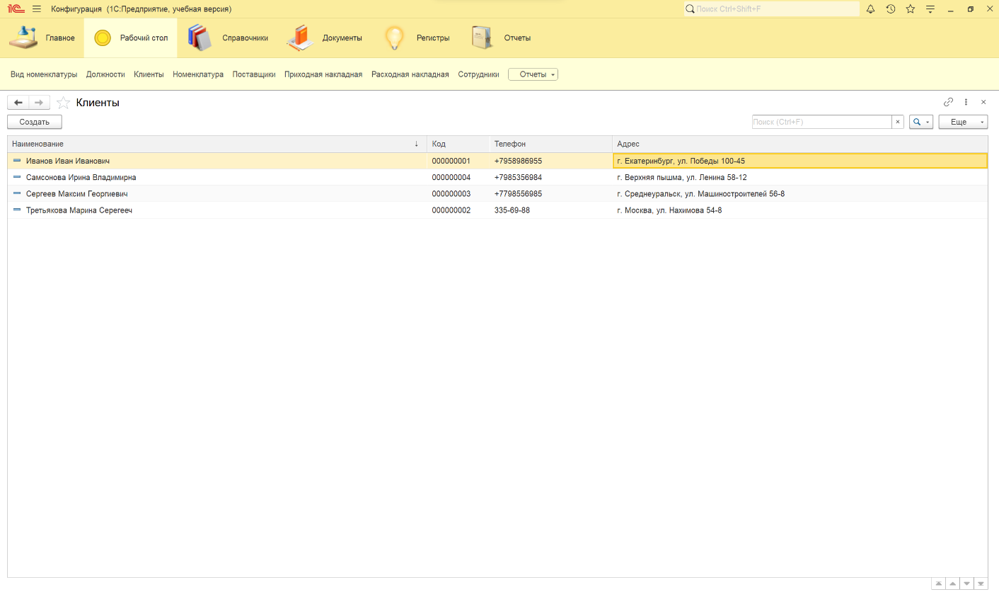 1С Конфигурация (1С:Предприятие, учебная версия) Поиск Ctrl+Shift+F
Главное Рабочий стол Справочники Документы Регистры Отчеты
Вид номенклатуры Должности Клиенты Номенклатура Поставщики Приходная накладная Расходная накладная Сотрудники Отчеты
Клиенты
Создать Поиск (Ctrl+F) × Еще
Наименование ↓ Код Телефон Адрес
Иванов Иван Иванович 000000001 +7958986955 г. Екатеринбург, ул. Победы 100-45
Самсонова Ирина Владимирна 000000004 +7985356984 г. Верхняя пышма, ул. Ленина 58-12
Сергеев Максим Георгиевич 000000003 +7798556985 г. Среднеуральск, ул. Машиностроителей 56-8
Третьякова Марина Серегееч 000000002 335-69-88 г. Москва, ул. Нахимова 54-8